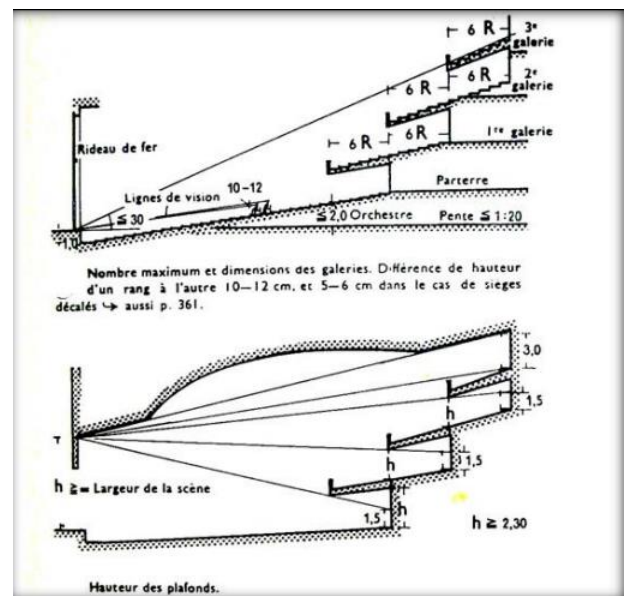 6 R
3e
galerie
6 R
6 R
2e
galerie
6 R
6 R
1re galerie
Rideau de fer
Parterre
Lignes de vision
10-12
≦ 30
≦2,0 Orchestre
Pente ≦ 1:20
1,0
Nombre maximum et dimensions des galeries. Différence de hauteur
d'un rang à l'autre 10—12 cm, et 5—6 cm dans le cas de sieges
décalés ↪ aussi p. 361.
3,0
h
1,5
h
1,5
h ≧= Largeur de la scène
h
1,5
h ≧ 2,30
Hauteur des plafonds.